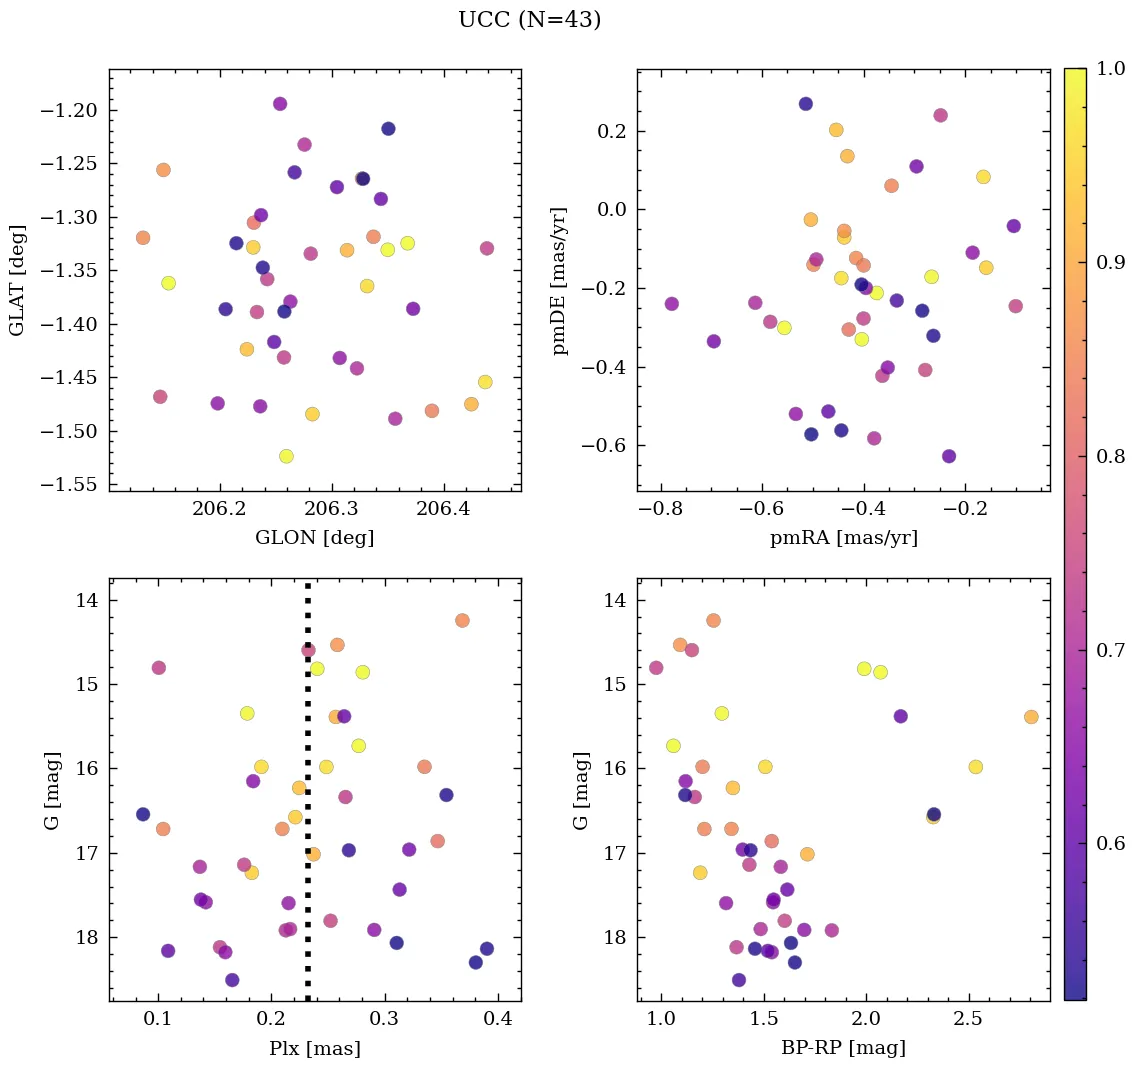 UCC (N=43)
−1.20
−1.25
−1.30
−1.35
−1.40
−1.45
−1.50
−1.55
GLAT [deg]
206.2 206.3 206.4
GLON [deg]
0.2
0.0
−0.2
−0.4
−0.6
pmDE [mas/yr]
−0.8 −0.6 −0.4 −0.2
pmRA [mas/yr]
14
15
16
17
18
G [mag]
0.1 0.2 0.3 0.4
Plx [mas]
14
15
16
17
18
G [mag]
1.0 1.5 2.0 2.5
BP-RP [mag]
1.0
0.9
0.8
0.7
0.6